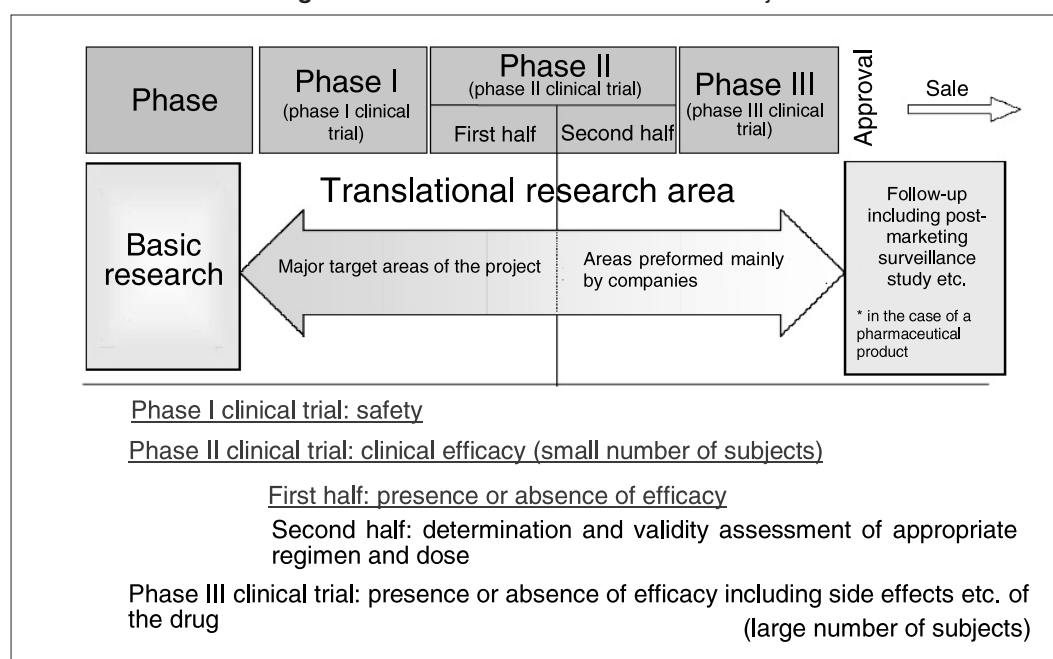 Phase
Phase I
(phase I clinical
trial)
Phase II
(phase II clinical trial)
First half
Second half
Phase III
(phase III clinical
trial)
Approval
Sale
Translational research area
Basic
research
Major target areas of the project
Areas preformed mainly
by companies
Follow-up
including post-
marketing
surveillance
study etc.
* in the case of a
pharmaceutical
product
Phase I clinical trial: safety
Phase II clinical trial: clinical efficacy (small number of subjects)
First half: presence or absence of efficacy
Second half: determination and validity assessment of appropriate
regimen and dose
Phase III clinical trial: presence or absence of efficacy including side effects etc. of
the drug
(large number of subjects)